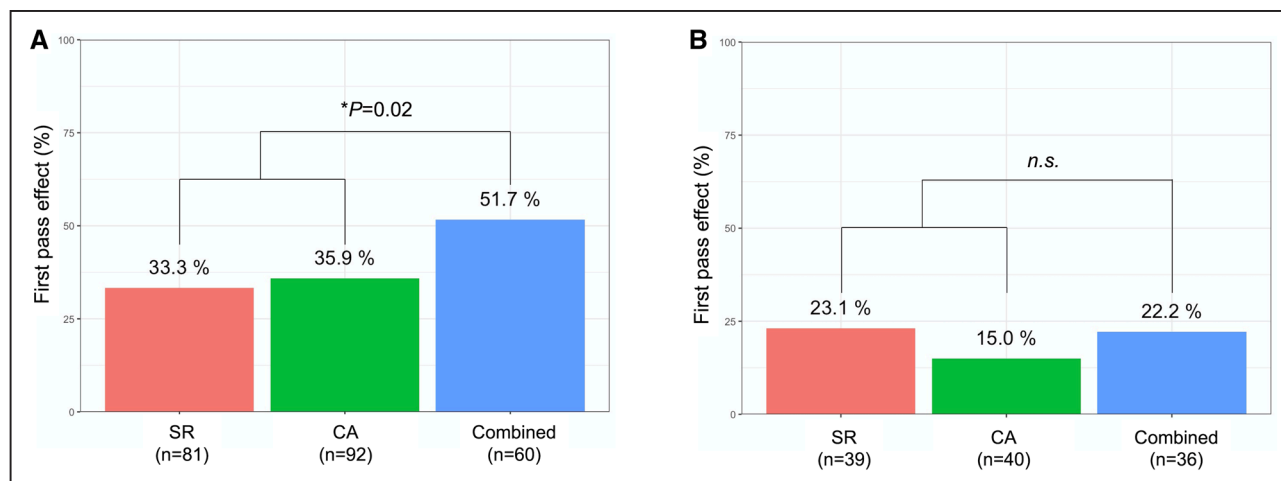 A
First pass effect (%)
100
75
50
25
0
*P=0.02
33.3 %
35.9 %
51.7 %
SR
(n=81)
CA
(n=92)
Combined
(n=60)
B
First pass effect (%)
100
75
50
25
0
n.s.
23.1 %
15.0 %
22.2 %
SR
(n=39)
CA
(n=40)
Combined
(n=36)